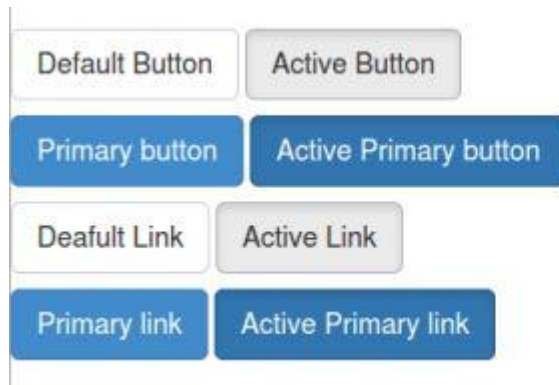 Default Button Active Button
Primary button Active Primary button
Deafult Link Active Link
Primary link Active Primary link